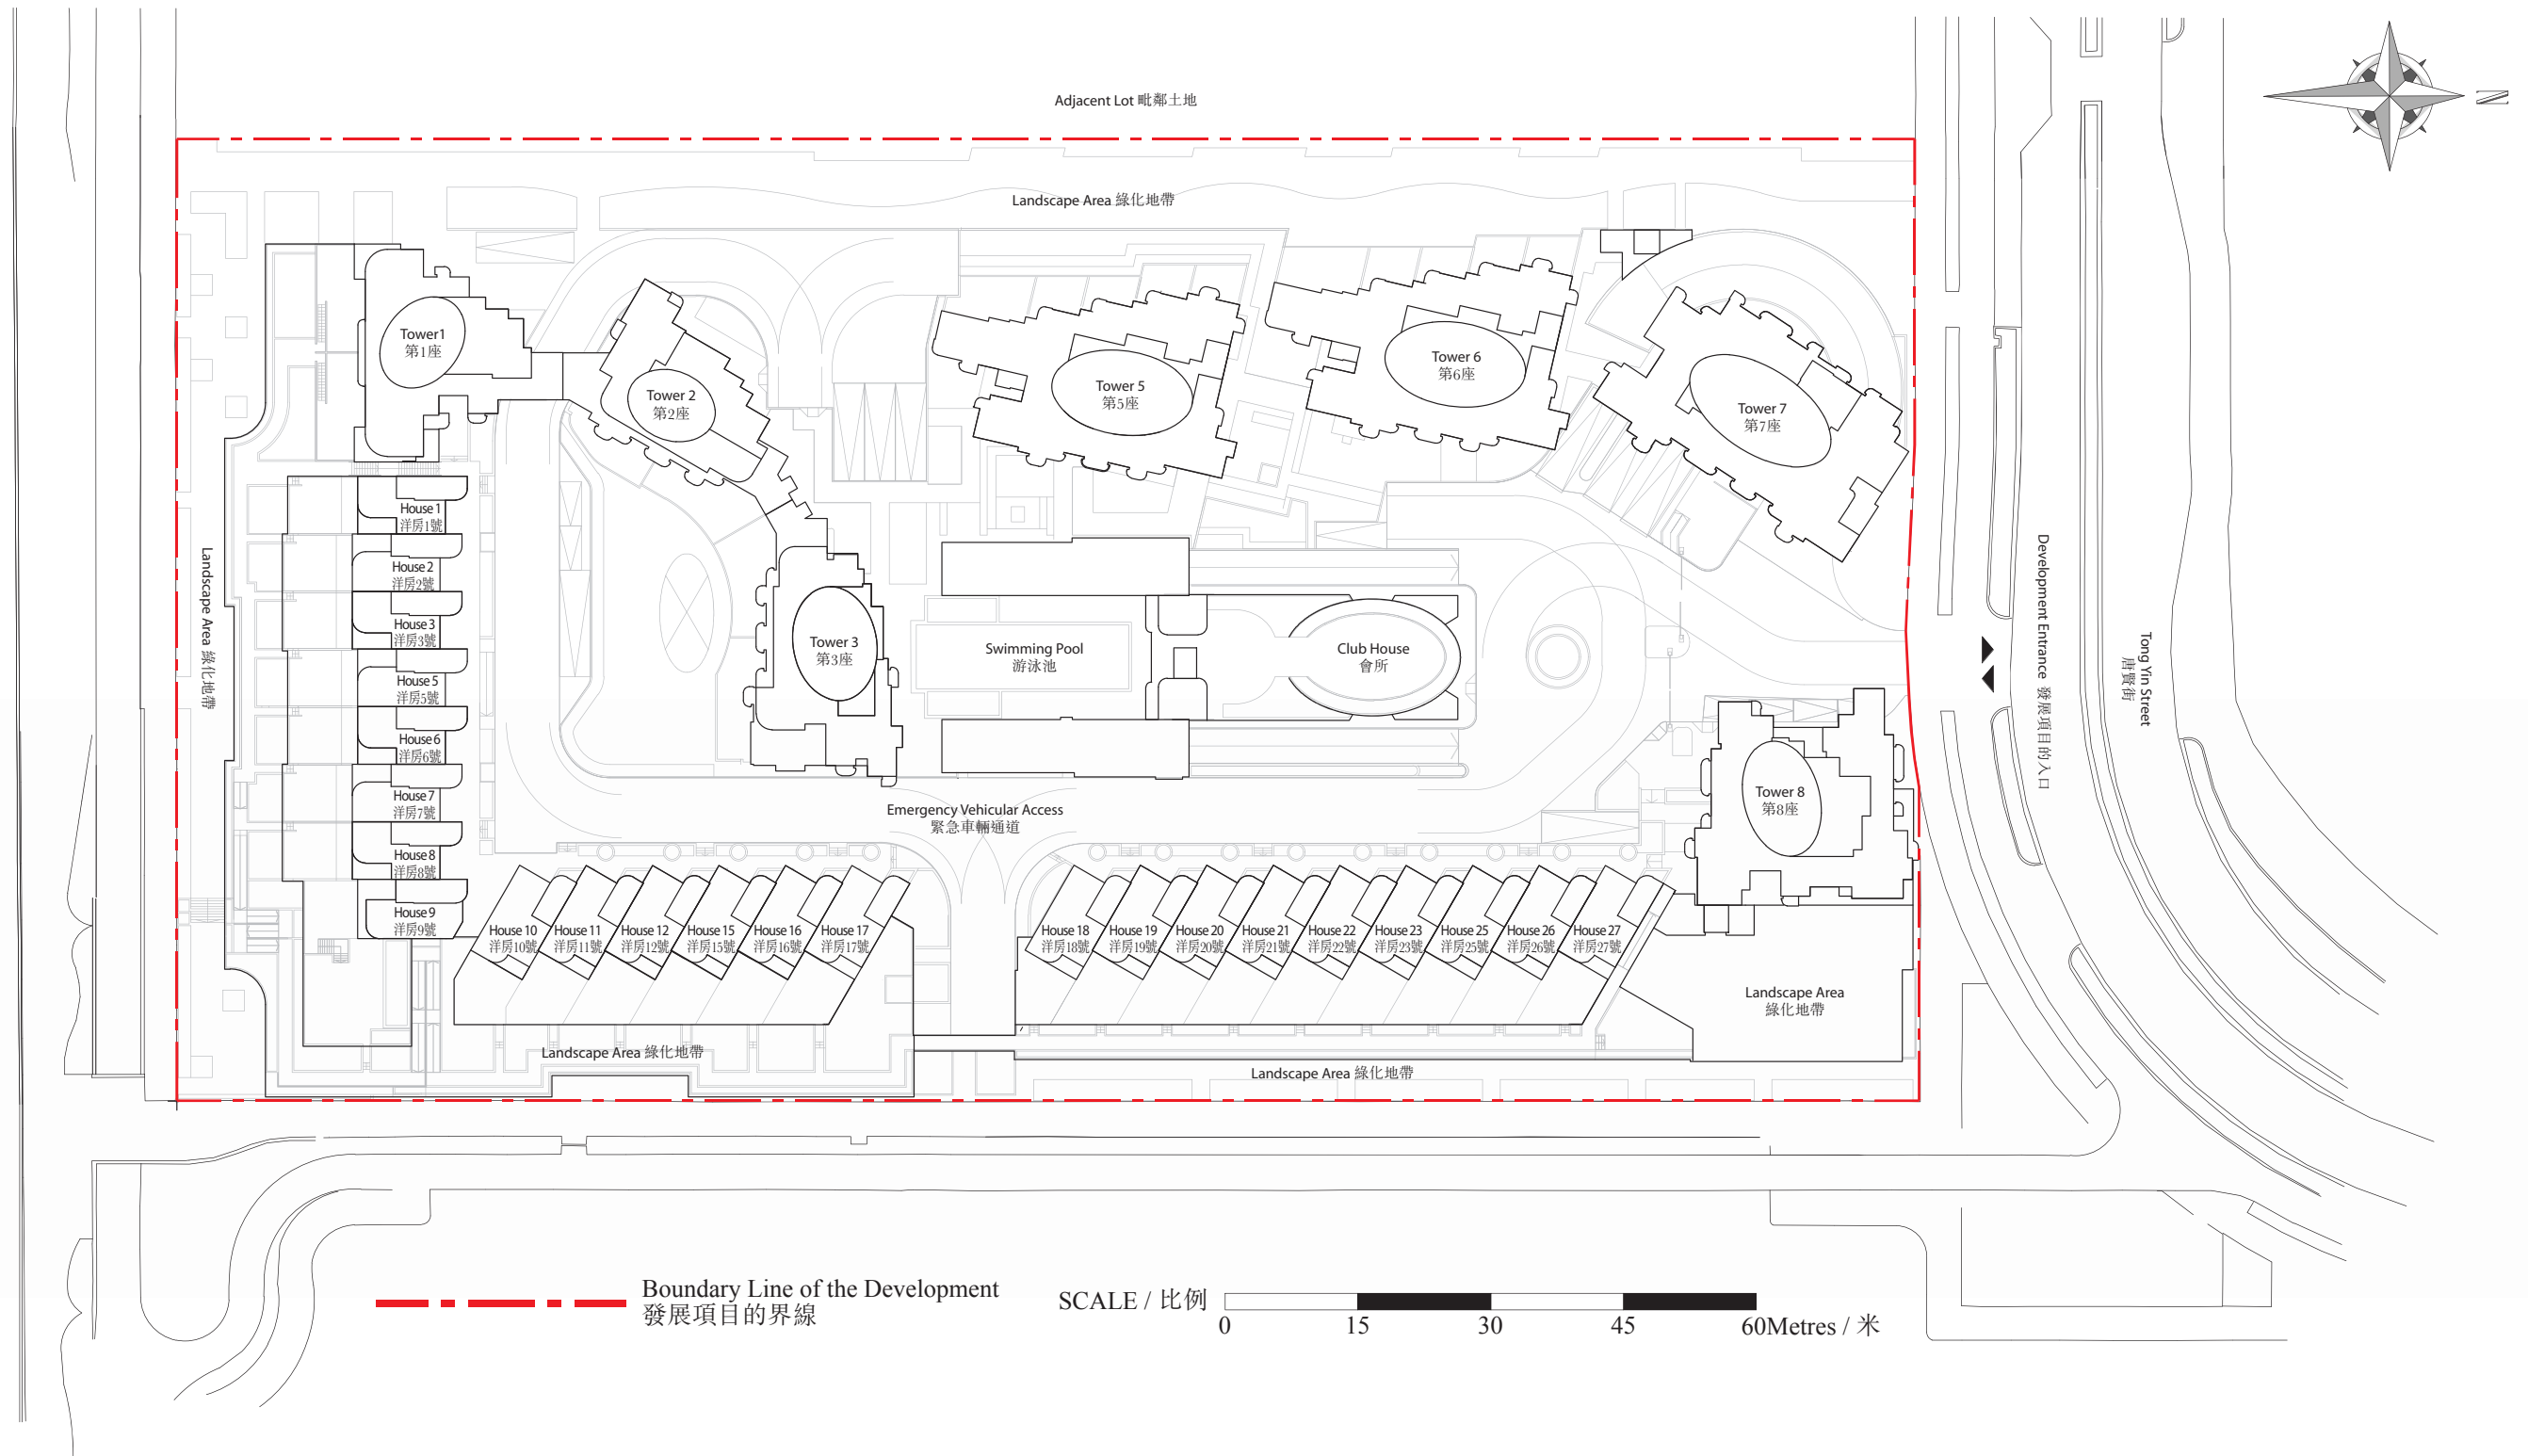 Adjacent Lot 毗鄰土地
N
Landscape Area 綠化地帶
Tower1
第1座
Tower 2
第2座
Tower 5
第5座
Tower 6
第6座
Tower 7
第7座
House 1
洋房1號
House 2
洋房2號
House 3
洋房3號
House 5
洋房5號
House 6
洋房6號
House 7
洋房7號
House 8
洋房8號
House 9
洋房9號
Landscape Area 綠化地帶
Tower 3
第3座
Swimming Pool
游泳池
Club House
會所
Development Entrance 發展項目的入口
Tong Yin Street
唐賢街
Tower 8
第8座
Emergency Vehicular Access
緊急車輛通道
House 10
洋房10號
House 11
洋房11號
House 12
洋房12號
House 15
洋房15號
House 16
洋房16號
House 17
洋房17號
House 18
洋房18號
House 19
洋房19號
House 20
洋房20號
House 21
洋房21號
House 22
洋房22號
House 23
洋房23號
House 25
洋房25號
House 26
洋房26號
House 27
洋房27號
Landscape Area
綠化地帶
Landscape Area 綠化地帶
Landscape Area 綠化地帶
Boundary Line of the Development
發展項目的界線
SCALE / 比例
0 15 30 45 60Metres / 米